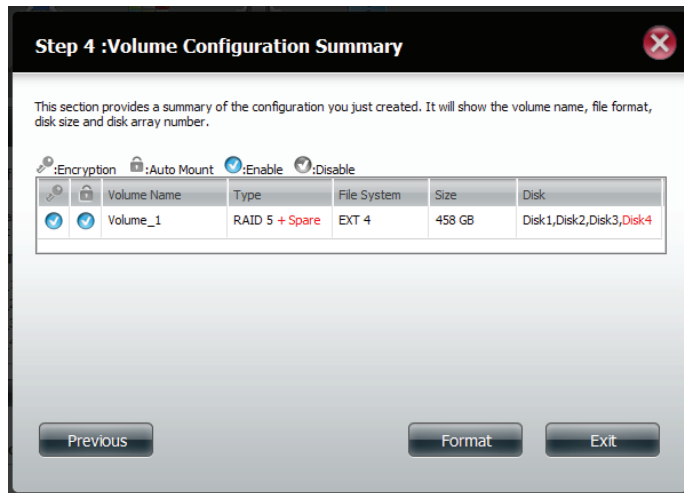 Step 4 :Volume Configuration Summary
This section provides a summary of the configuration you just created. It will show the volume name, file format,
disk size and disk array number.
:Encryption :Auto Mount :Enable :Disable
Volume Name Type File System Size Disk
Volume_1 RAID 5 + Spare EXT 4 458 GB Disk1,Disk2,Disk3,Disk4
Previous Format Exit